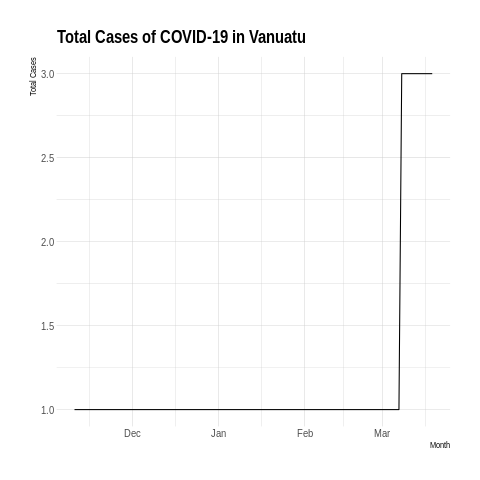 Total Cases of COVID-19 in Vanuatu
Total Cases
3.0
2.5
2.0
1.5
1.0
Dec Jan Feb Mar
Month